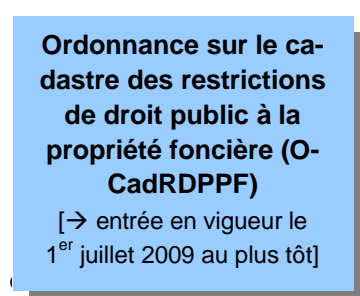 Ordonnance sur le ca-
dastre des restrictions
de droit public à la
propriété foncière (O-
CadRDPPF)
[→ entrée en vigueur le
1er juillet 2009 au plus tôt]